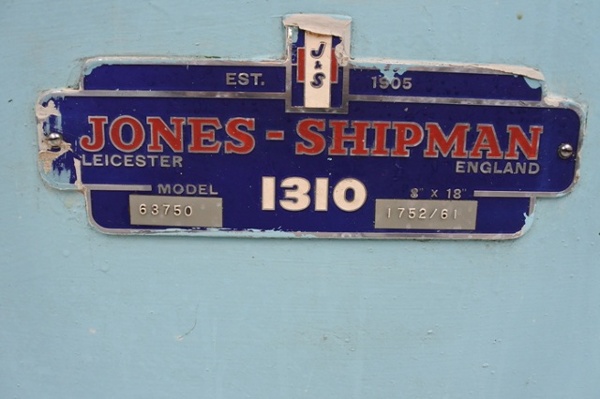 J & S
EST. 1905
JONES-SHIPMAN
LEICESTER ENGLAND
MODEL 1310 8" X 18"
63750 1752/61